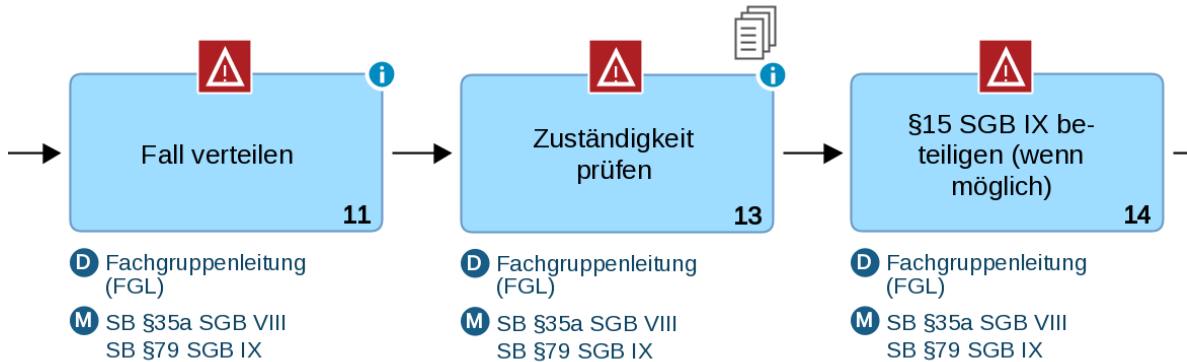 Fall verteilen
11
D Fachgruppenleitung
(FGL)
M SB §35a SGB VIII
SB §79 SGB IX
Zuständigkeit
prüfen
13
D Fachgruppenleitung
(FGL)
M SB §35a SGB VIII
SB §79 SGB IX
§15 SGB IX be-
teiligen (wenn
möglich)
14
D Fachgruppenleitung
(FGL)
M SB §35a SGB VIII
SB §79 SGB IX